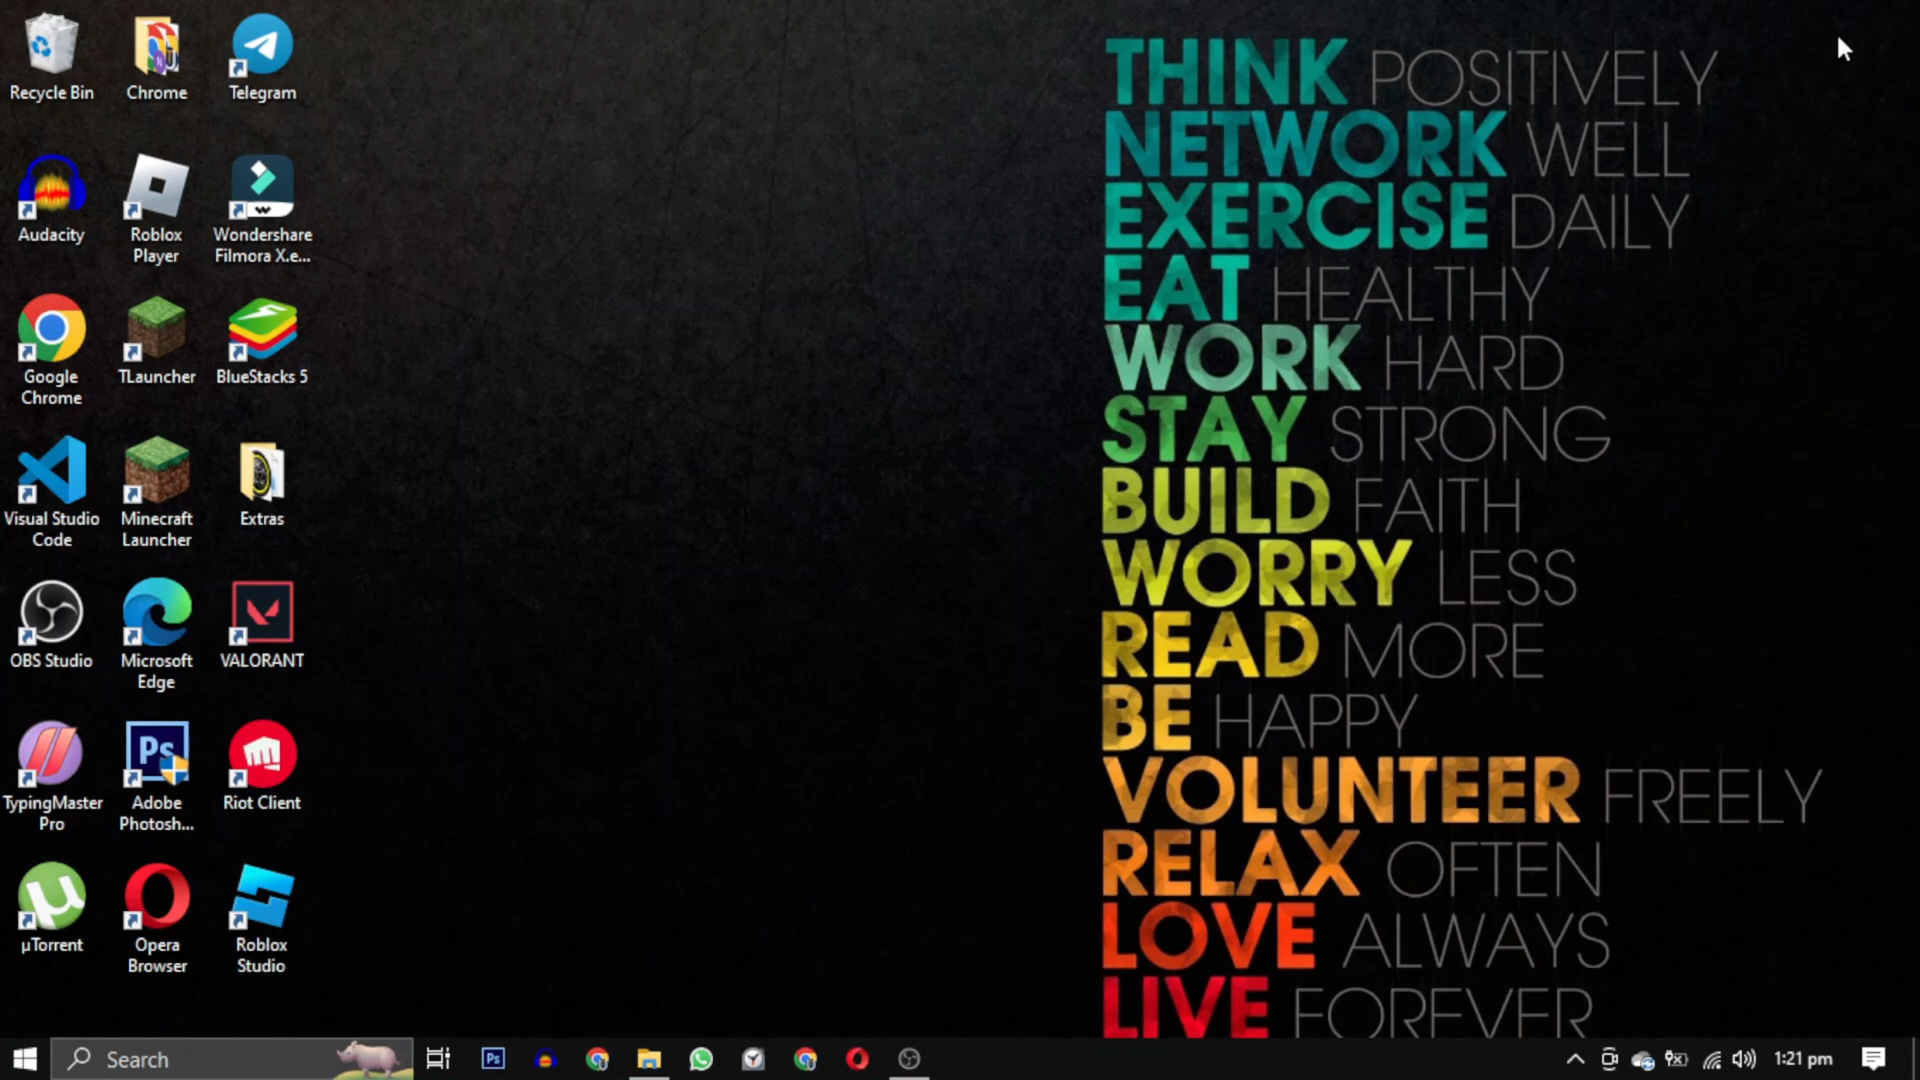 Recycle Bin
Chrome
Telegram
Audacity
Roblox
Player
Wondershare
Filmora X.e...
Google
Chrome
TLauncher
BlueStacks 5
Visual Studio
Code
Minecraft
Launcher
Extras
OBS Studio
Microsoft
Edge
VALORANT
TypingMaster
Pro
Ps
Adobe
Photosh...
Riot Client
µTorrent
Opera
Browser
Roblox
Studio
THINK POSITIVELY
NETWORK WELL
EXERCISE DAILY
EAT HEALTHY
WORK HARD
STAY STRONG
BUILD FAITH
WORRY LESS
READ MORE
BE HAPPY
VOLUNTEER FREELY
RELAX OFTEN
LOVE ALWAYS
LIVE FOREVER
Search
Ps
1:21 pm